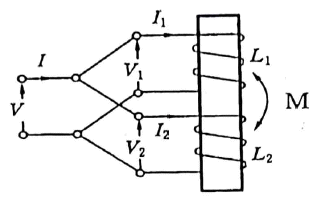 I I₁
L₁
V V₁
M
I₂
V₂ L₂